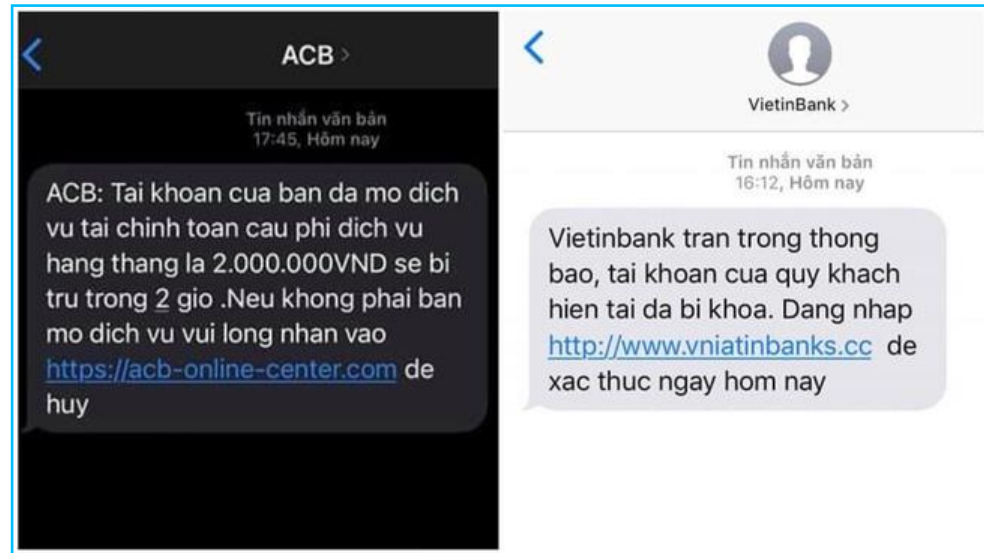 ACB >
Tin nhắn văn bản
17:45, Hôm nay
ACB: Tai khoan cua ban da mo dich
vu tai chinh toan cau phi dich vu
hang thang la 2.000.000VND se bi
tru trong 2 gio .Neu khong phai ban
mo dich vu vui long nhan vao
https://acb-online-center.com de
huy
VietinBank >
Tin nhắn văn bản
16:12, Hôm nay
Vietinbank tran trong thong
bao, tai khoan cua quy khach
hien tai da bi khoa. Dang nhap
http://www.vniatinbanks.cc de
xac thuc ngay hom nay